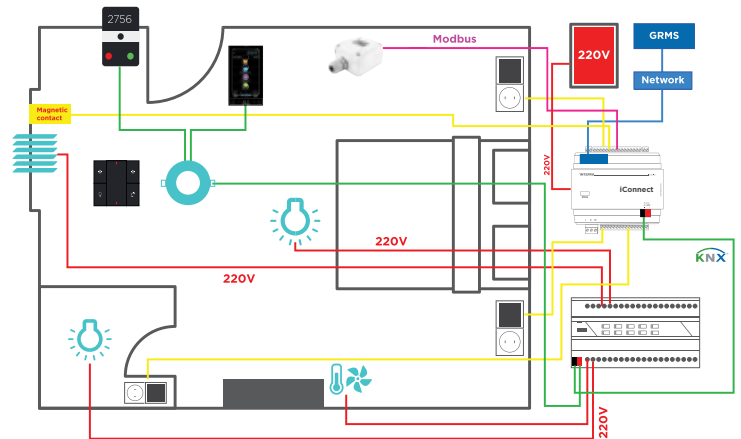 2756
Modbus
220V
GRMS
Network
Magnetic
contact
220V
iConnect
220V
220V
KNX
220V